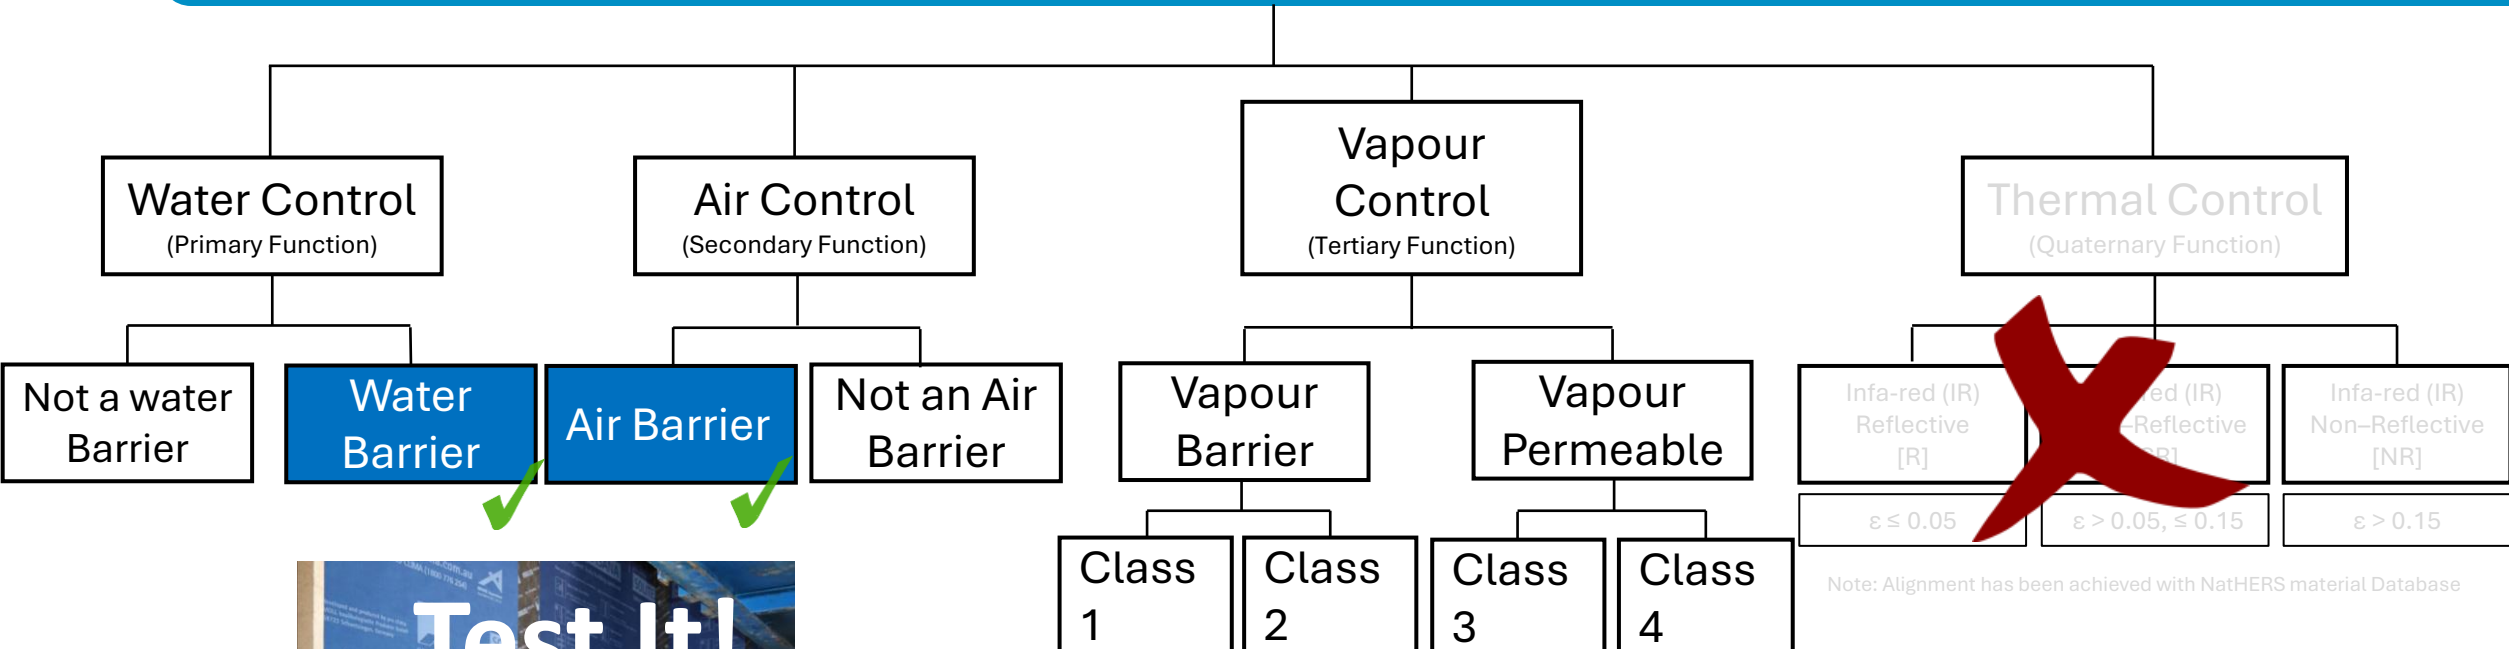 Water Control
(Primary Function)
Air Control
(Secondary Function)
Vapour
Control
(Tertiary Function)
Thermal Control
(Quaternary Function)
Not a water
Barrier
Water
Barrier
Air Barrier
Not an Air
Barrier
Vapour
Barrier
Vapour
Permeable
Infa-red (IR)
Reflective
[R]
(IR)
–Reflective
Infa-red (IR)
Non–Reflective
[NR]
ε ≤ 0.05
ε > 0.05, ≤ 0.15
ε > 0.15
Class
1
Class
2
Class
3
Class
4
Note: Alignment has been achieved with NatHERS material Database
Test It!